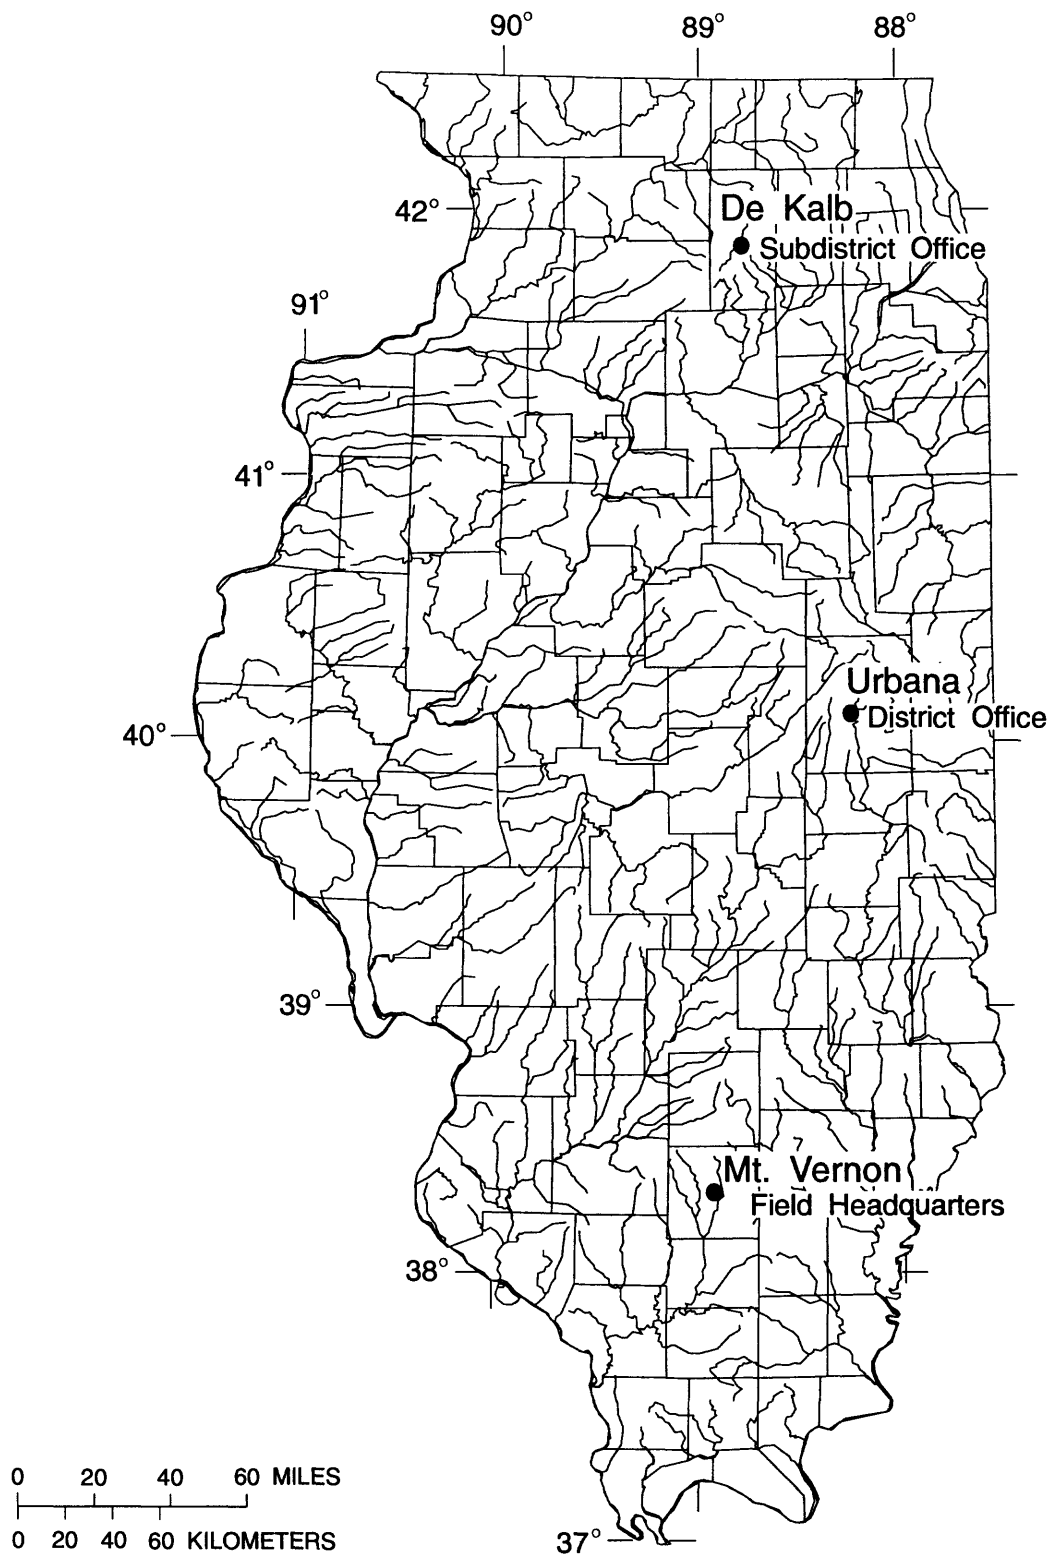 90° 89° 88°
42°
De Kalb
Subdistrict Office
91°
41°
Urbana
District Office
40°
39°
7
Mt. Vernon
Field Headquarters
38°
0 20 40 60 MILES
0 20 40 60 KILOMETERS
37°